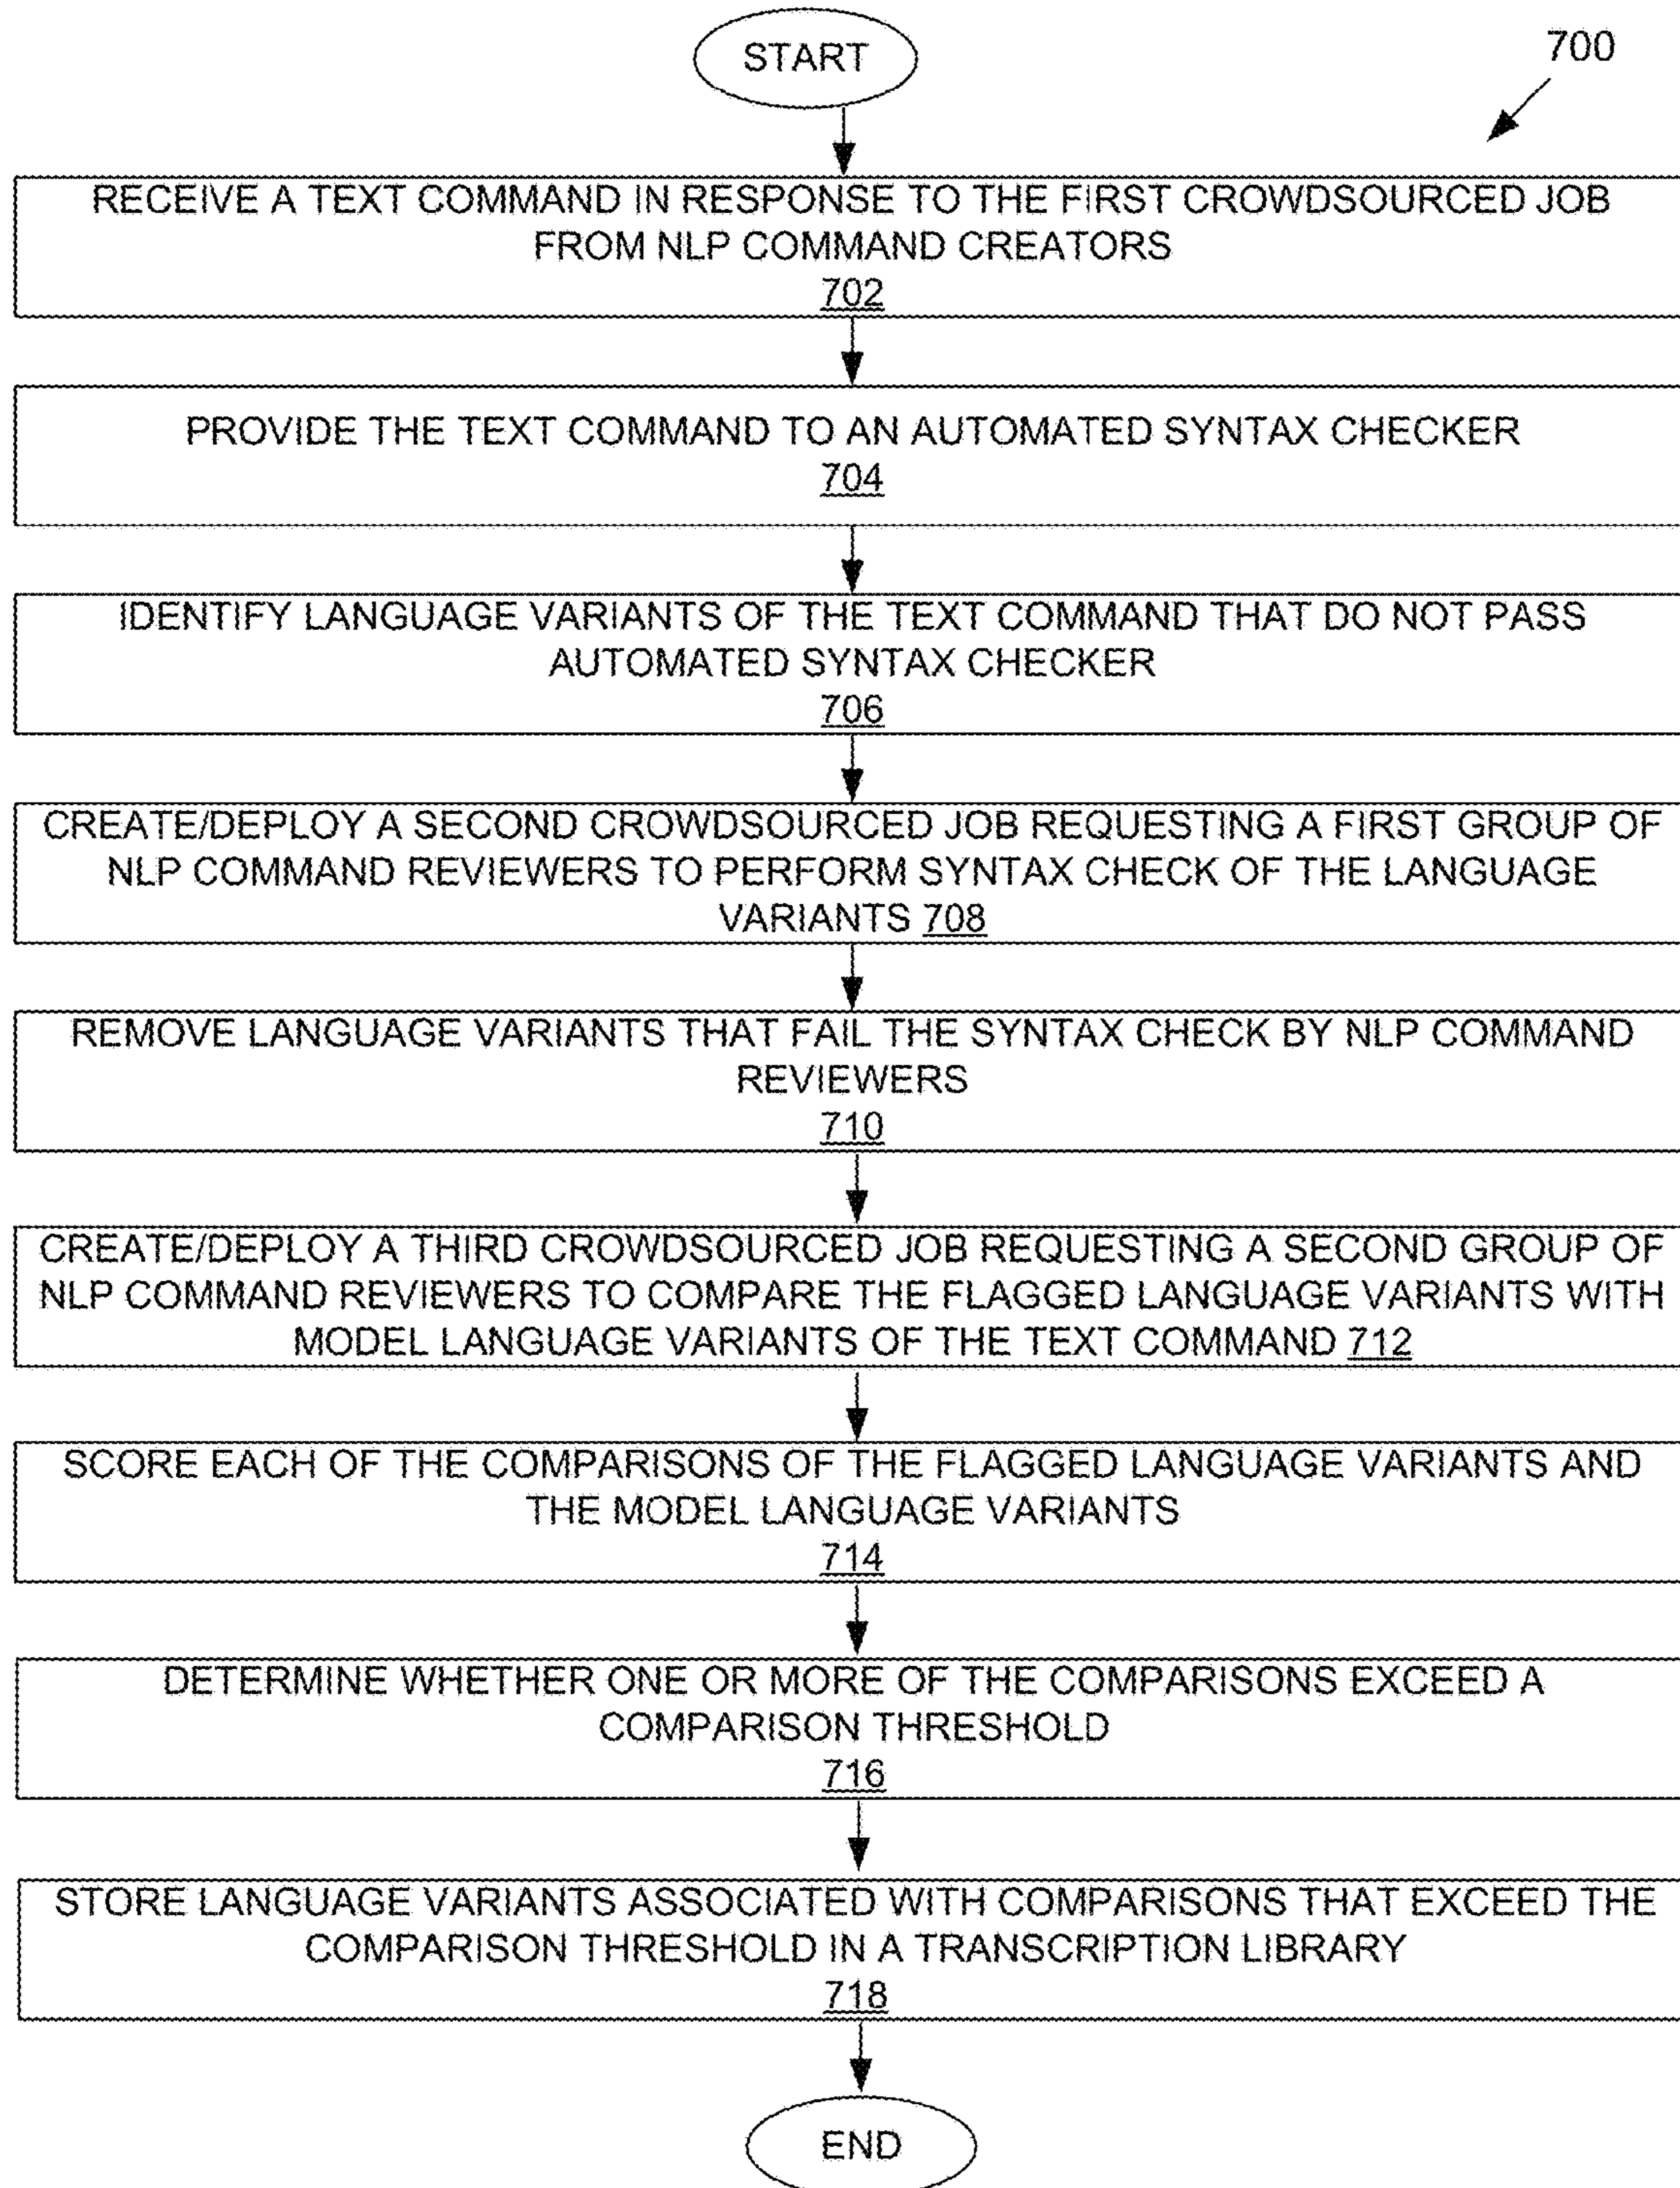 START
700
RECEIVE A TEXT COMMAND IN RESPONSE TO THE FIRST CROWDSOURCED JOB
FROM NLP COMMAND CREATORS
702
PROVIDE THE TEXT COMMAND TO AN AUTOMATED SYNTAX CHECKER
704
IDENTIFY LANGUAGE VARIANTS OF THE TEXT COMMAND THAT DO NOT PASS
AUTOMATED SYNTAX CHECKER
706
CREATE/DEPLOY A SECOND CROWDSOURCED JOB REQUESTING A FIRST GROUP OF
NLP COMMAND REVIEWERS TO PERFORM SYNTAX CHECK OF THE LANGUAGE
VARIANTS 708
REMOVE LANGUAGE VARIANTS THAT FAIL THE SYNTAX CHECK BY NLP COMMAND
REVIEWERS
710
CREATE/DEPLOY A THIRD CROWDSOURCED JOB REQUESTING A SECOND GROUP OF
NLP COMMAND REVIEWERS TO COMPARE THE FLAGGED LANGUAGE VARIANTS WITH
MODEL LANGUAGE VARIANTS OF THE TEXT COMMAND 712
SCORE EACH OF THE COMPARISONS OF THE FLAGGED LANGUAGE VARIANTS AND
THE MODEL LANGUAGE VARIANTS
714
DETERMINE WHETHER ONE OR MORE OF THE COMPARISONS EXCEED A
COMPARISON THRESHOLD
716
STORE LANGUAGE VARIANTS ASSOCIATED WITH COMPARISONS THAT EXCEED THE
COMPARISON THRESHOLD IN A TRANSCRIPTION LIBRARY
718
END